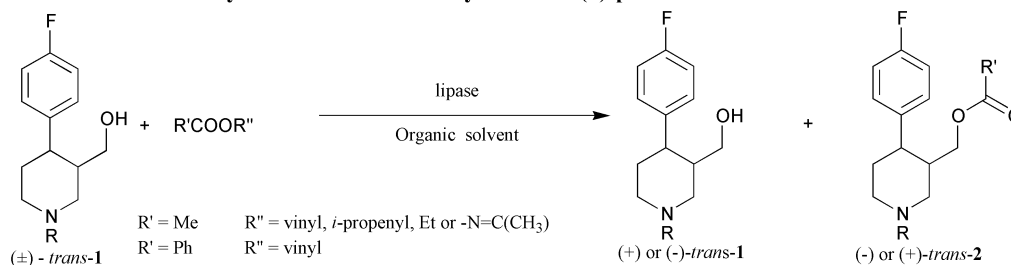 F
OH
+
R'COOR"
lipase
Organic solvent
F
OH
+
F
R'
O
N
R
N
R
N
R
R' = Me R" = vinyl, i-propenyl, Et or -N=C(CH3)
R' = Ph R" = vinyl
(±) - trans-1
(+) or (-)-trans-1
(-) or (+)-trans-2